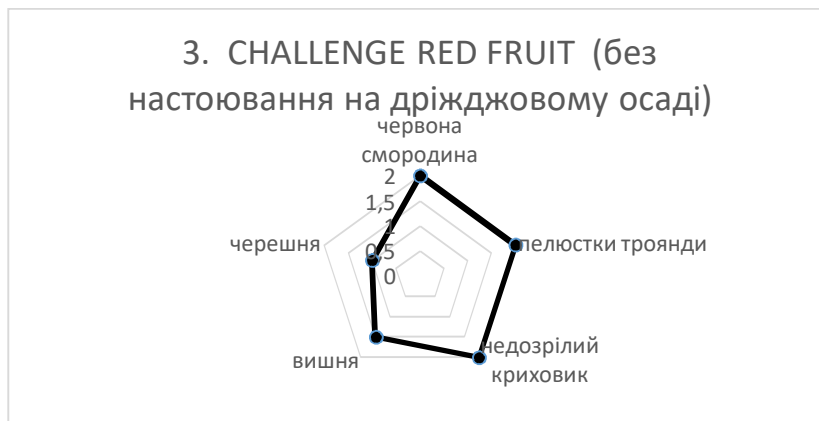 3. CHALLENGE RED FRUIT (без
настоювання на дріжджовому осаді)
червона
смородина
2
1,5
1
0,5
0
пелюстки троянди
недозрілий
криховик
вишня
черешня